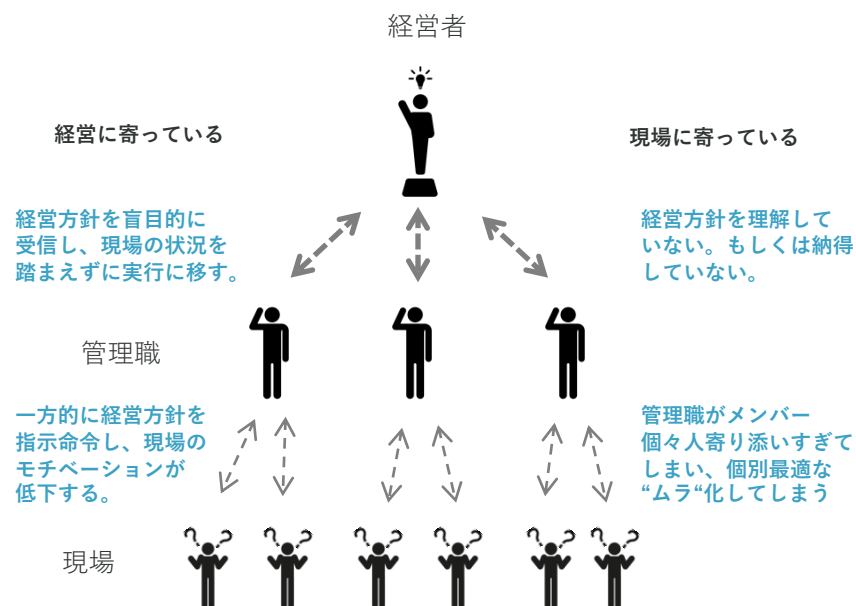 経営者
経営に寄っている
現場に寄っている
経営方針を盲目的に
受信し、現場の状況を
踏まえずに実行に移す。
経営方針を理解して
いない。もしくは納得
していない。
管理職
一方的に経営方針を
指示命令し、現場の
モチベーションが
低下する。
管理職がメンバー
個々人寄り添いすぎて
しまい、個別最適な
“ムラ“化してしまう
現場